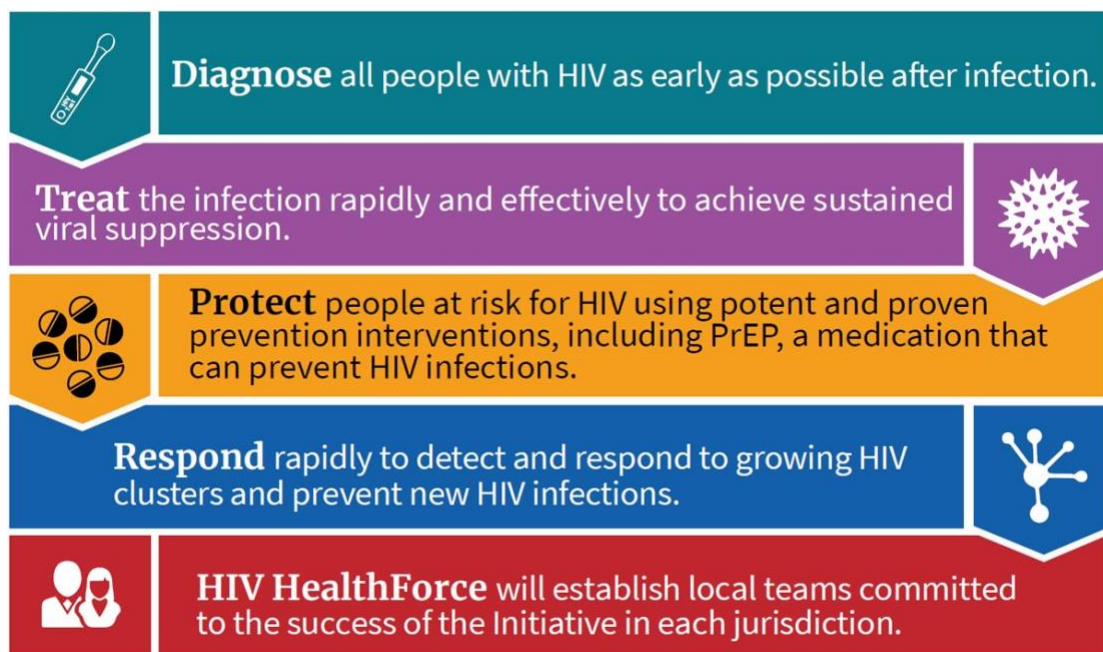 HIV
TEST
Diagnose all people with HIV as early as possible after infection.
Treat the infection rapidly and effectively to achieve sustained
viral suppression.
Protect people at risk for HIV using potent and proven
prevention interventions, including PrEP, a medication that
can prevent HIV infections.
Respond rapidly to detect and respond to growing HIV
clusters and prevent new HIV infections.
HIV HealthForce will establish local teams committed
to the success of the Initiative in each jurisdiction.